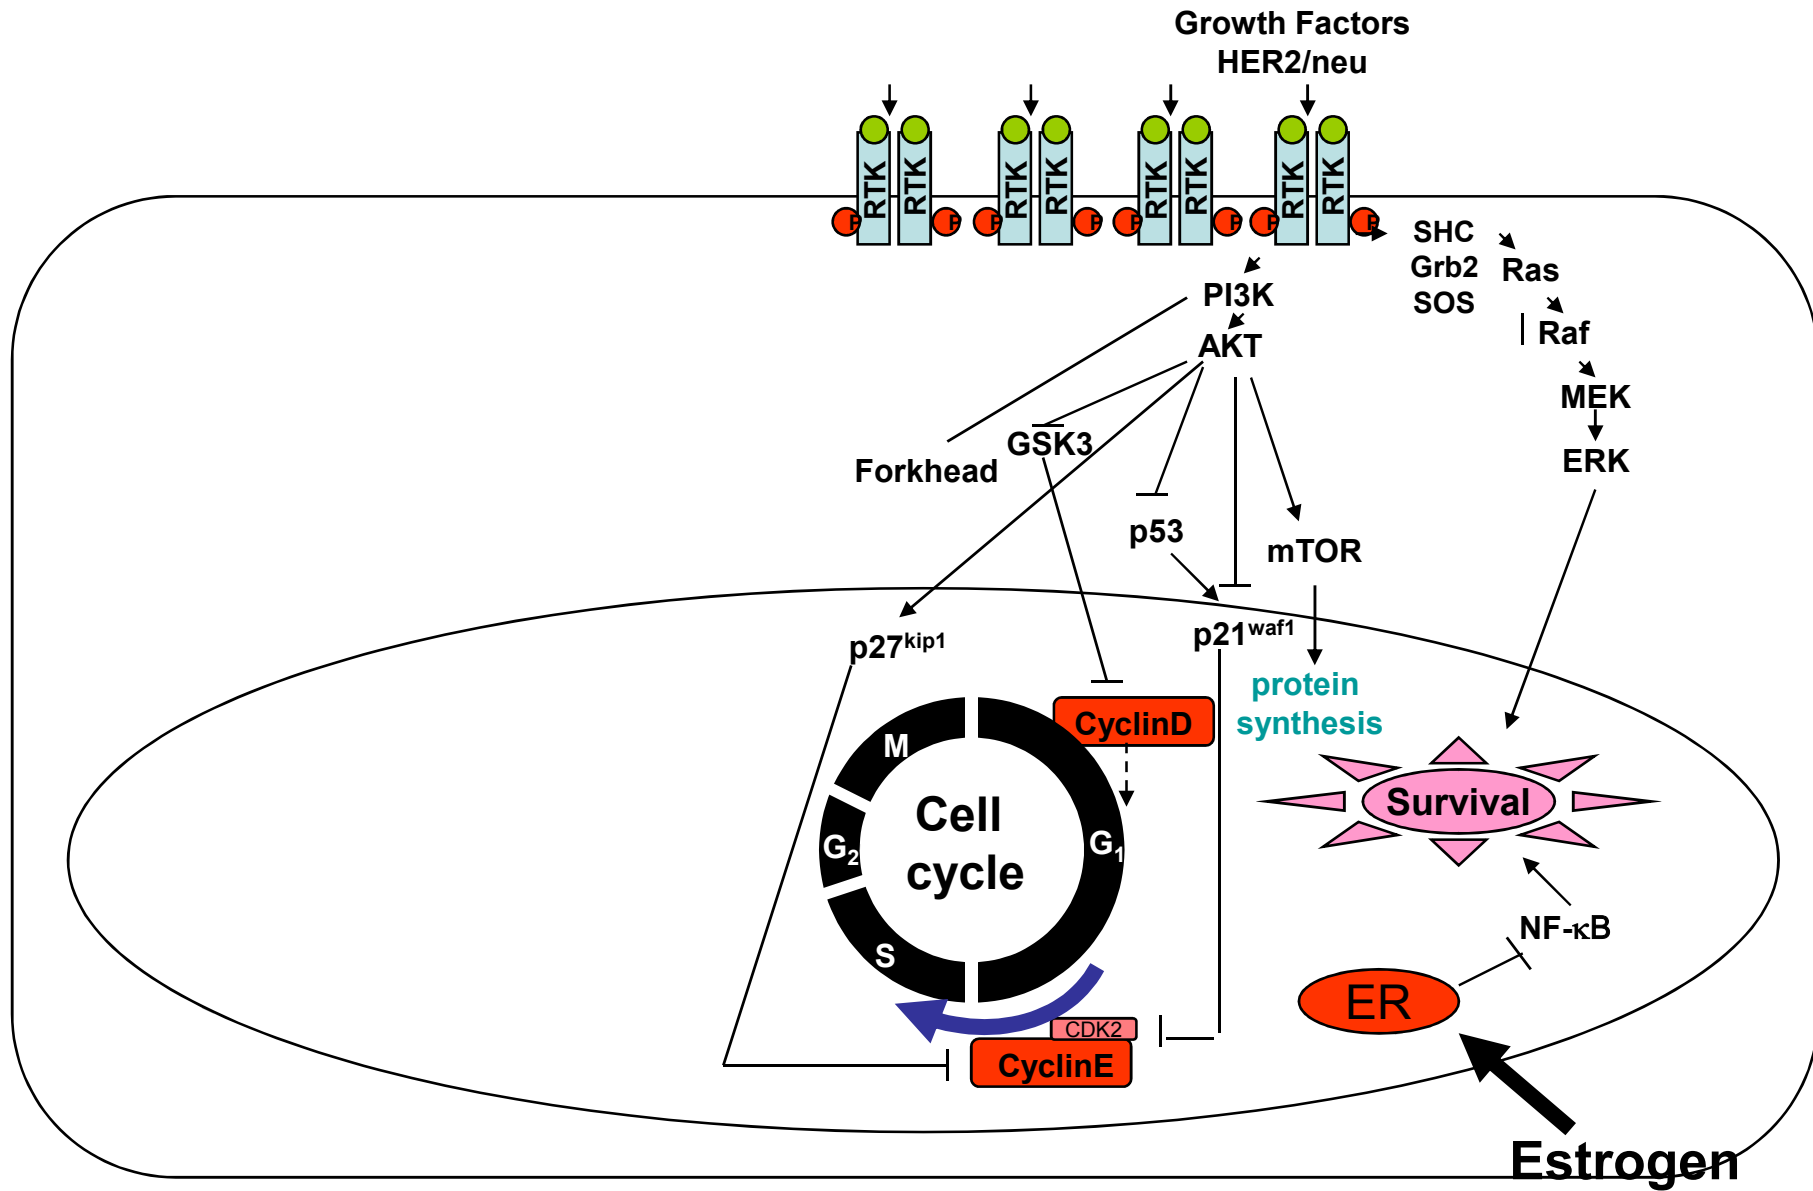 Growth Factors
HER2/neu
RTK RTK RTK RTK RTK RTK RTK RTK
P P P P P P P P
SHC
Grb2
SOS
Ras
PI3K
Raf
AKT
MEK
GSK3
ERK
Forkhead
p53
mTOR
p27kip1
p21waf1
protein
synthesis
CyclinD
M
Cell
cycle
G2
G1
S
Survival
NF-κB
ER
CDK2
CyclinE
Estrogen